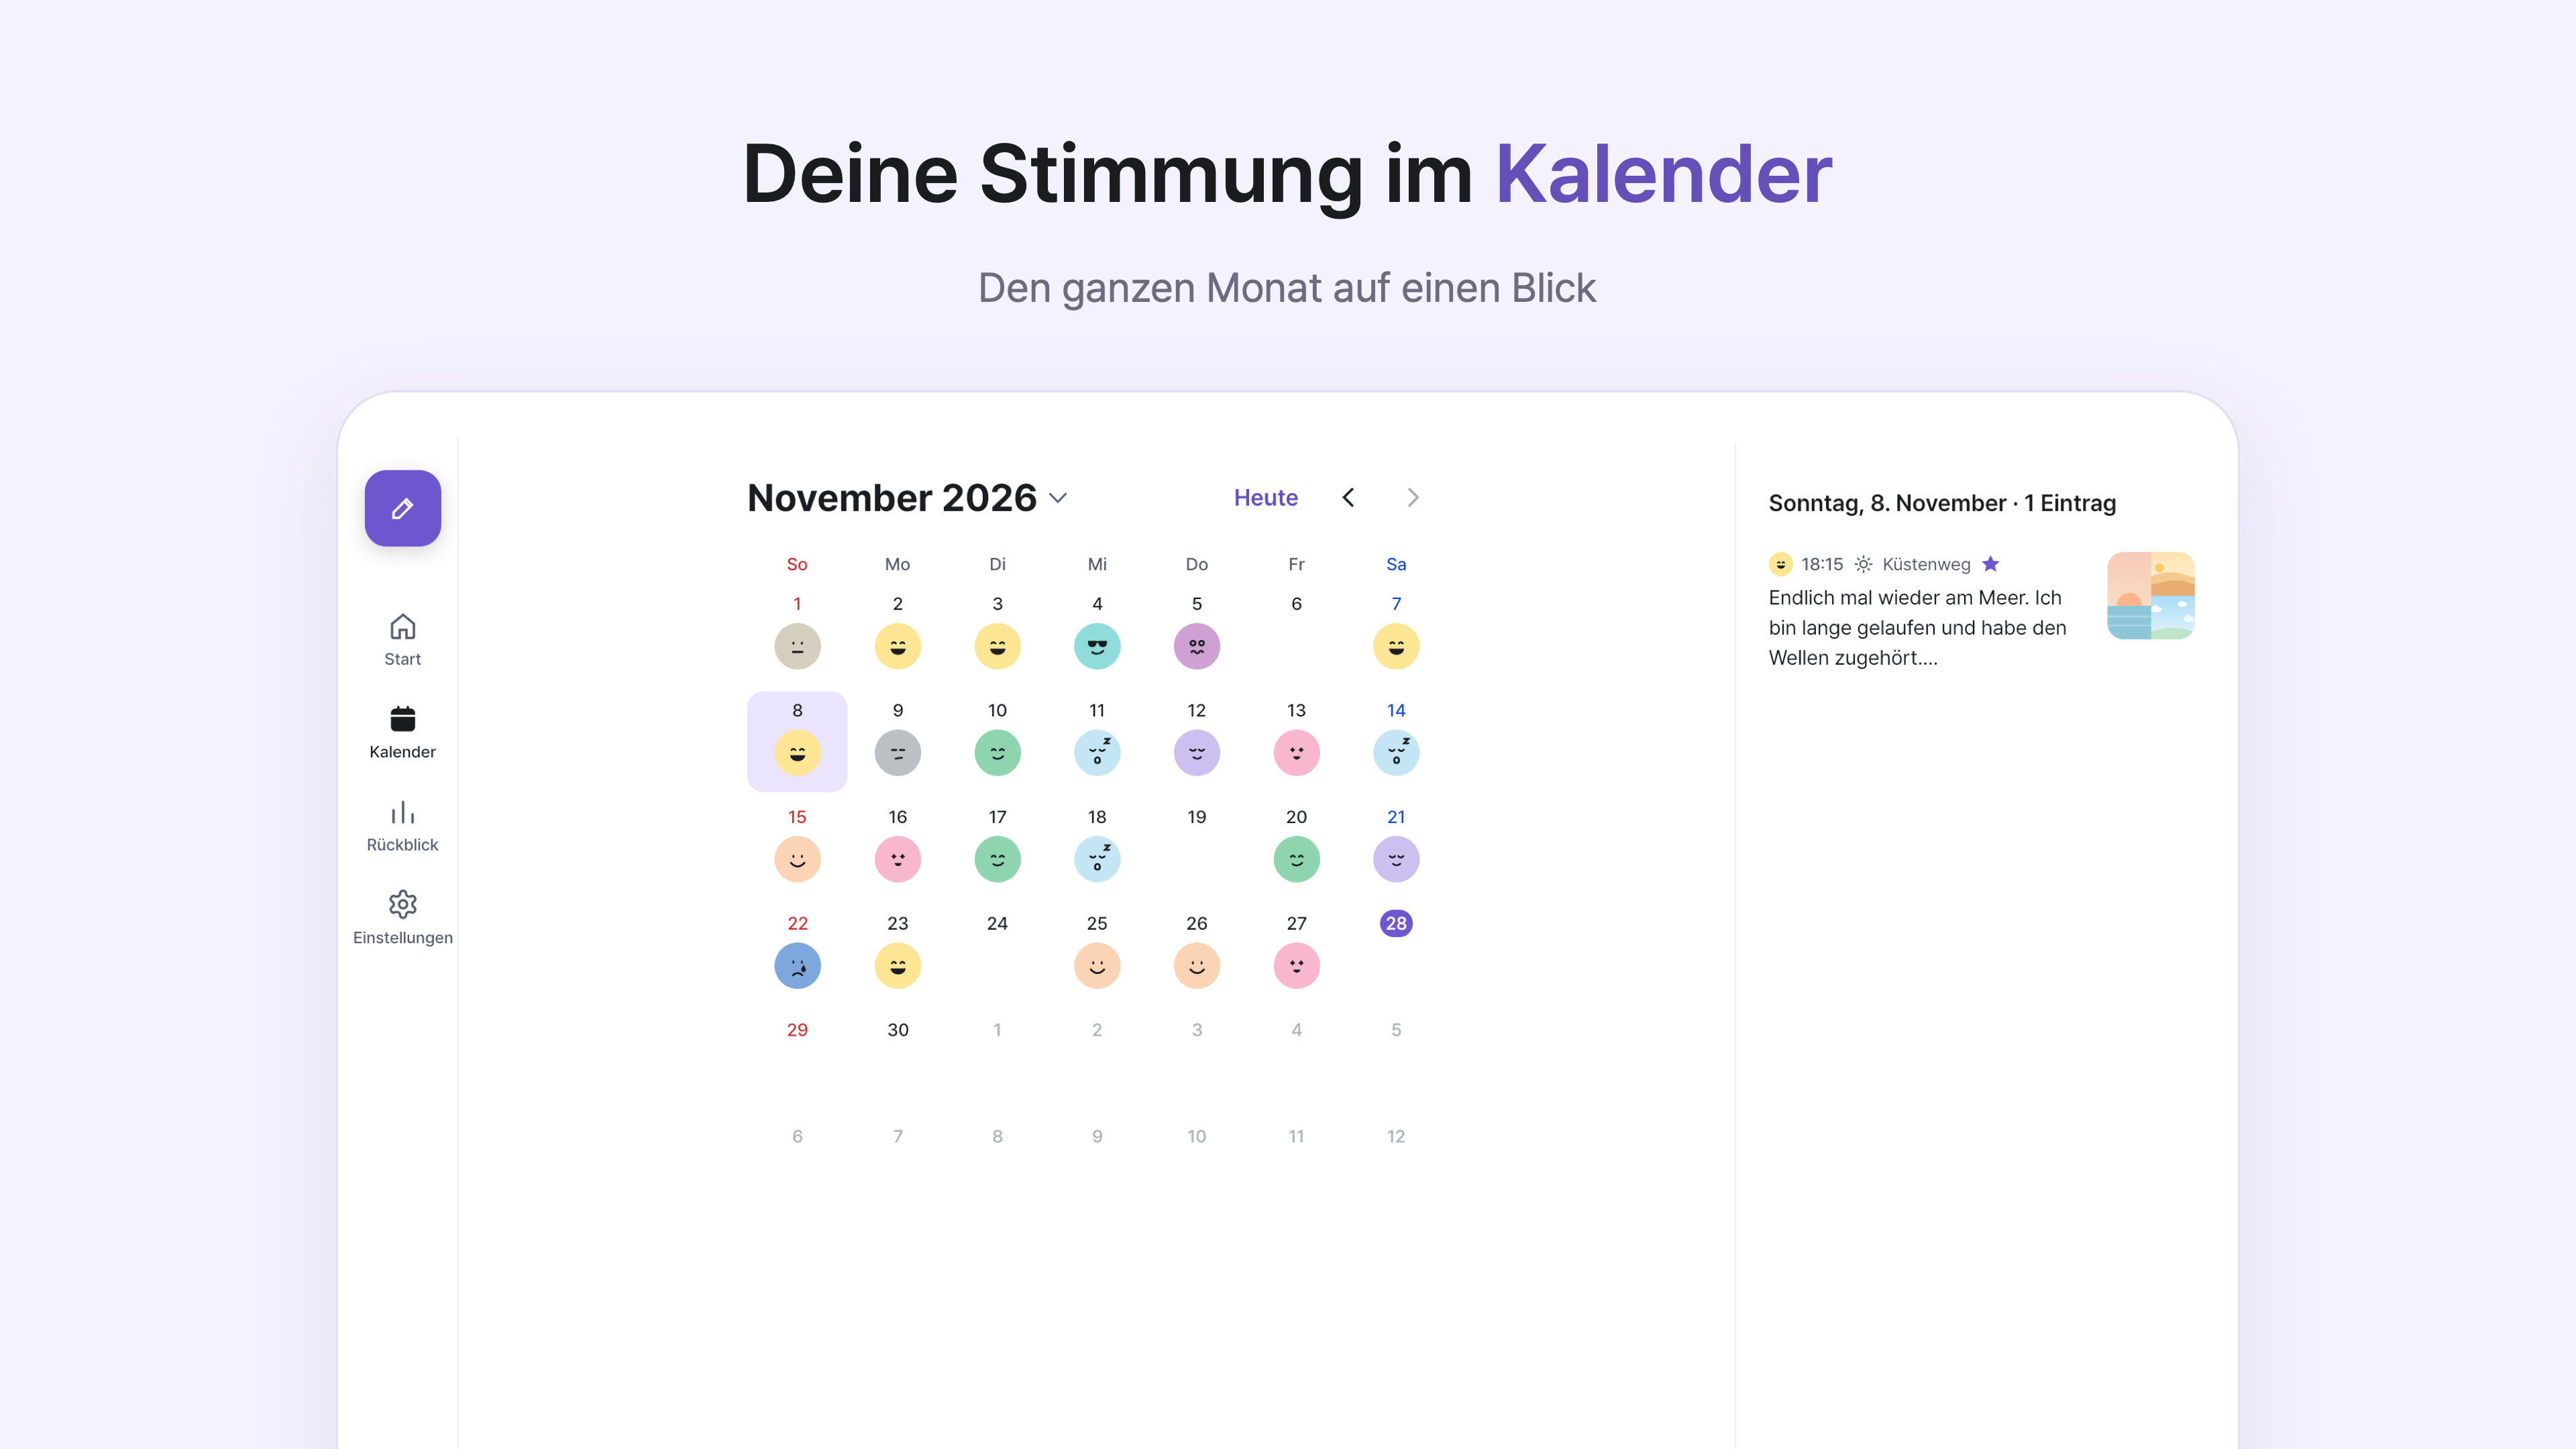 Deine Stimmung im Kalender
Den ganzen Monat auf einen Blick
Start
Kalender
Rückblick
Einstellungen
November 2026
Heute
So Mo Di Mi Do Fr Sa
1 2 3 4 5 6 7
8 9 10 11 12 13 14
15 16 17 18 19 20 21
22 23 24 25 26 27 28
29 30 1 2 3 4 5
6 7 8 9 10 11 12
Sonntag, 8. November · 1 Eintrag
18:15 Küstenweg
Endlich mal wieder am Meer. Ich
bin lange gelaufen und habe den
Wellen zugehört....